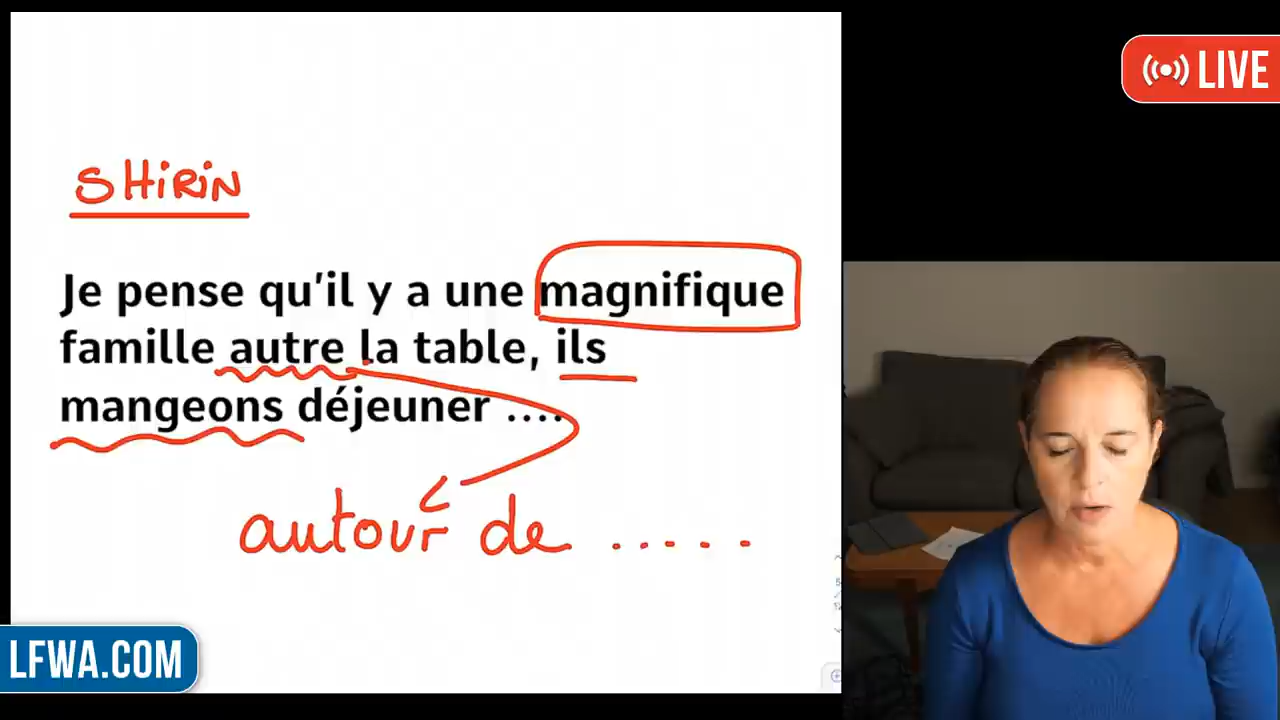 LIVE
SHiRiN
Je pense qu'il y a une magnifique
famille autre la table, ils
mangeons déjeuner ....
autour de .....
LFWA.COM